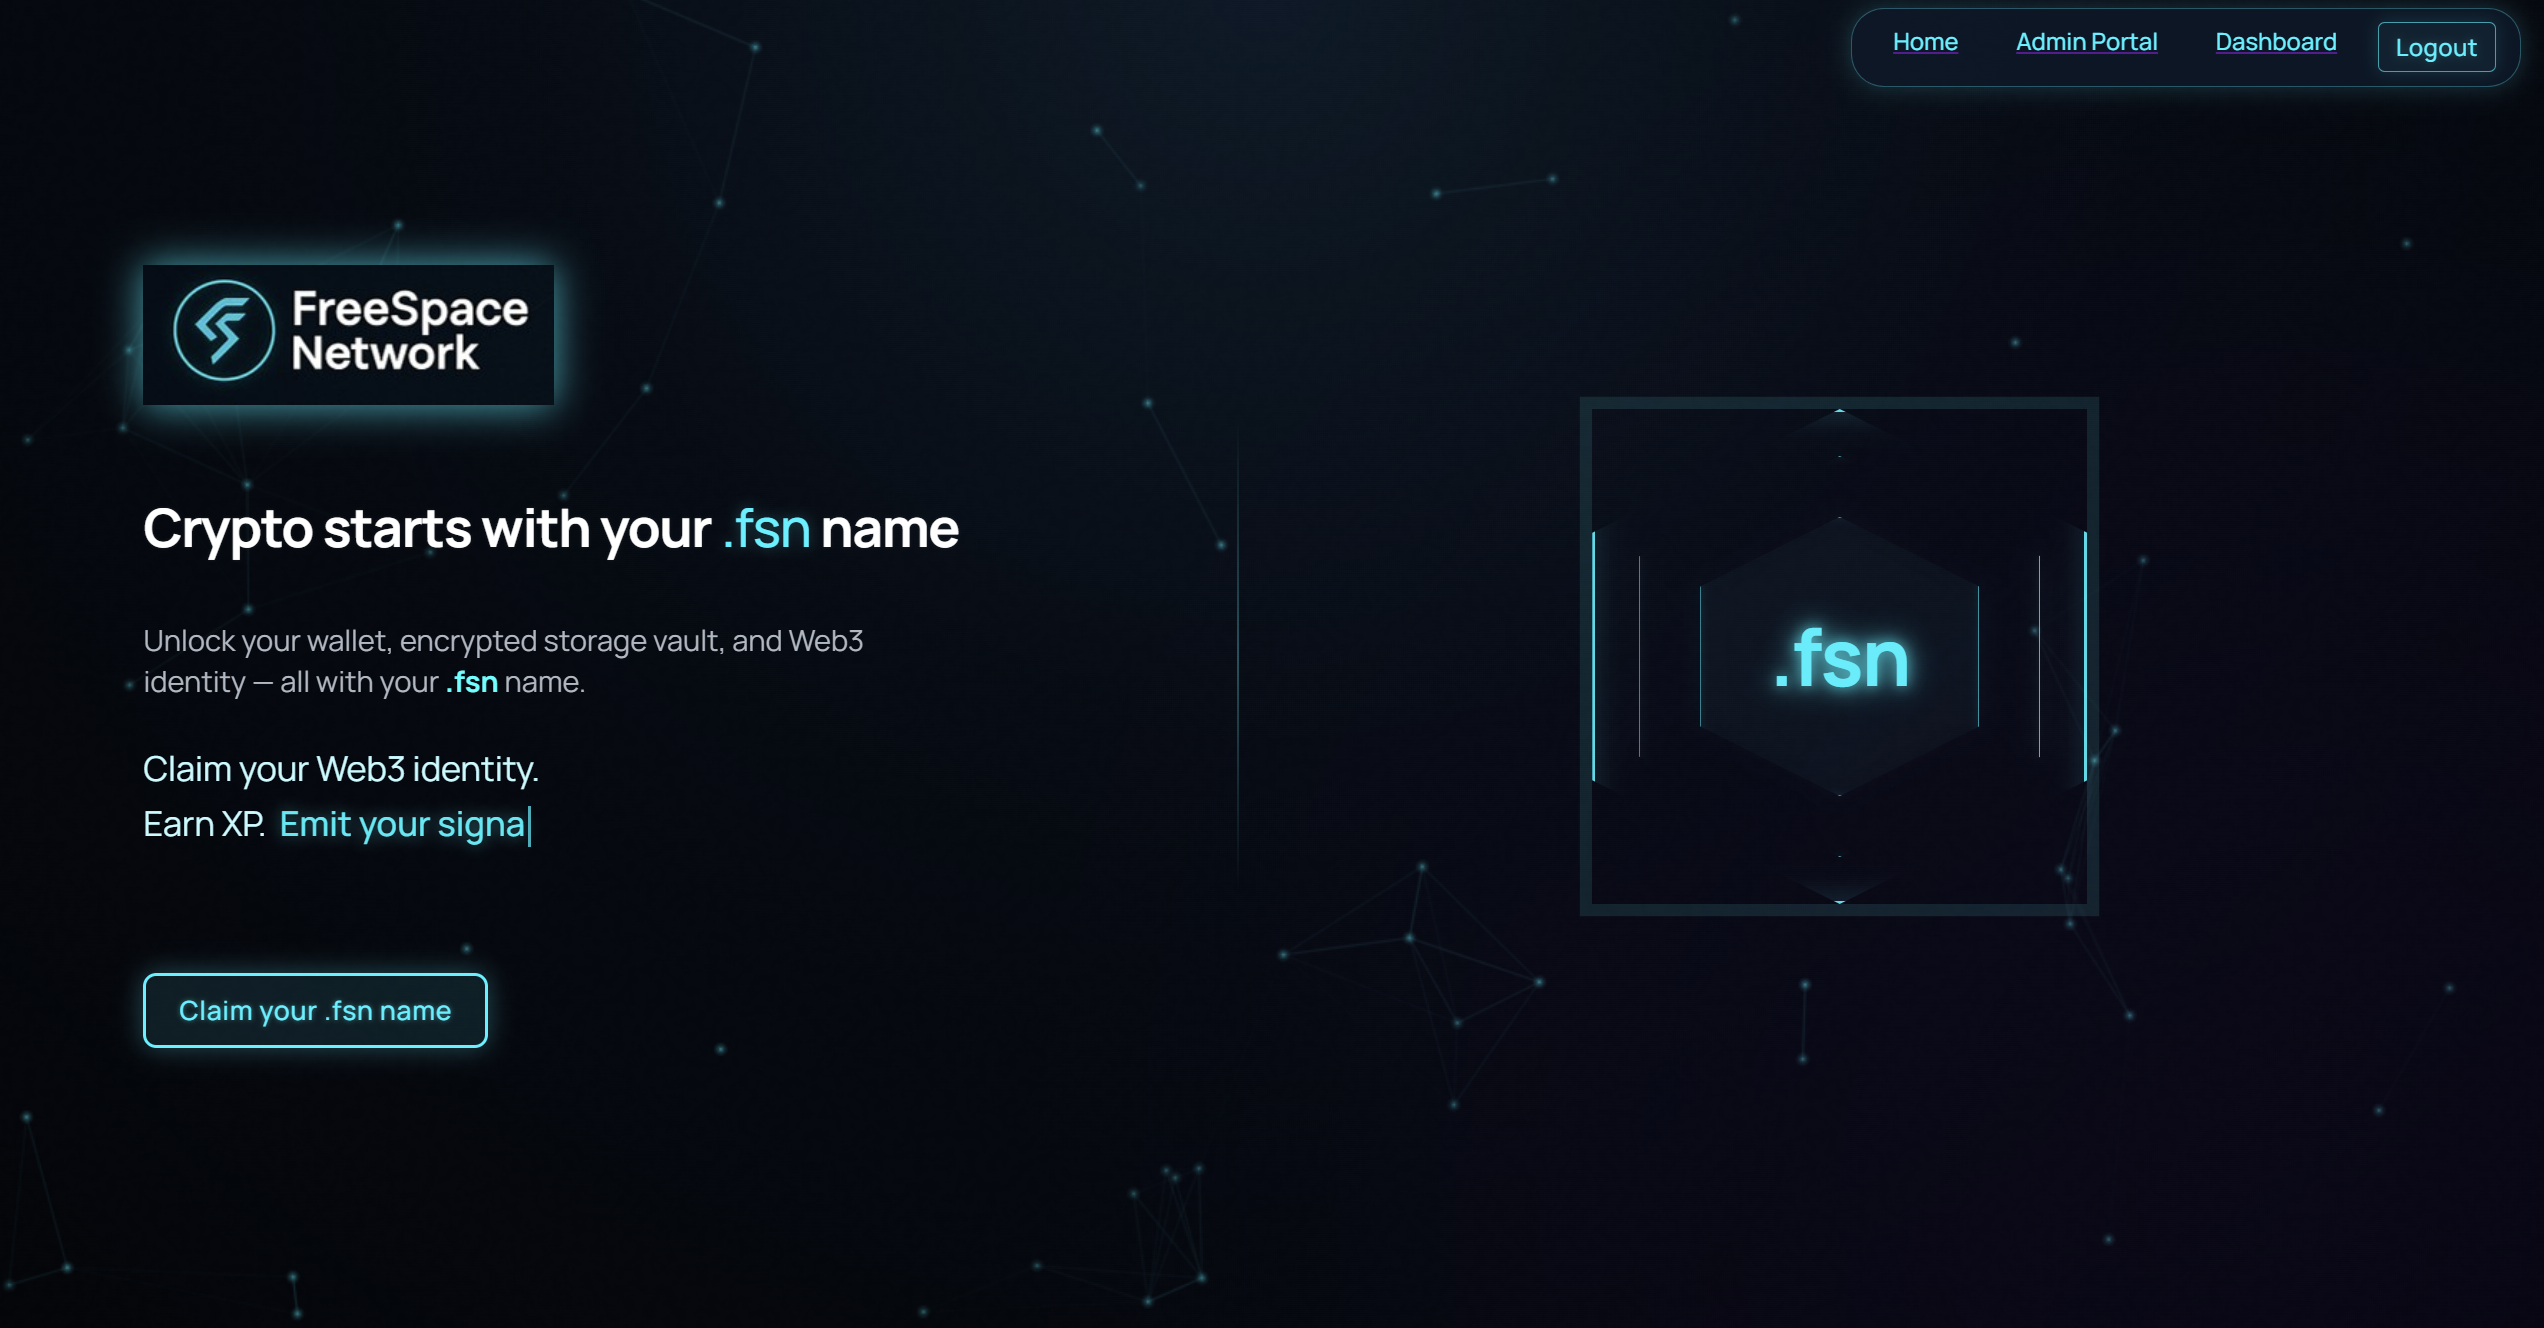 Home Admin Portal Dashboard Logout
FreeSpace
Network
Crypto starts with your .fsn name
Unlock your wallet, encrypted storage vault, and Web3
identity — all with your .fsn name.
Claim your Web3 identity.
Earn XP. Emit your signa
Claim your .fsn name
.fsn